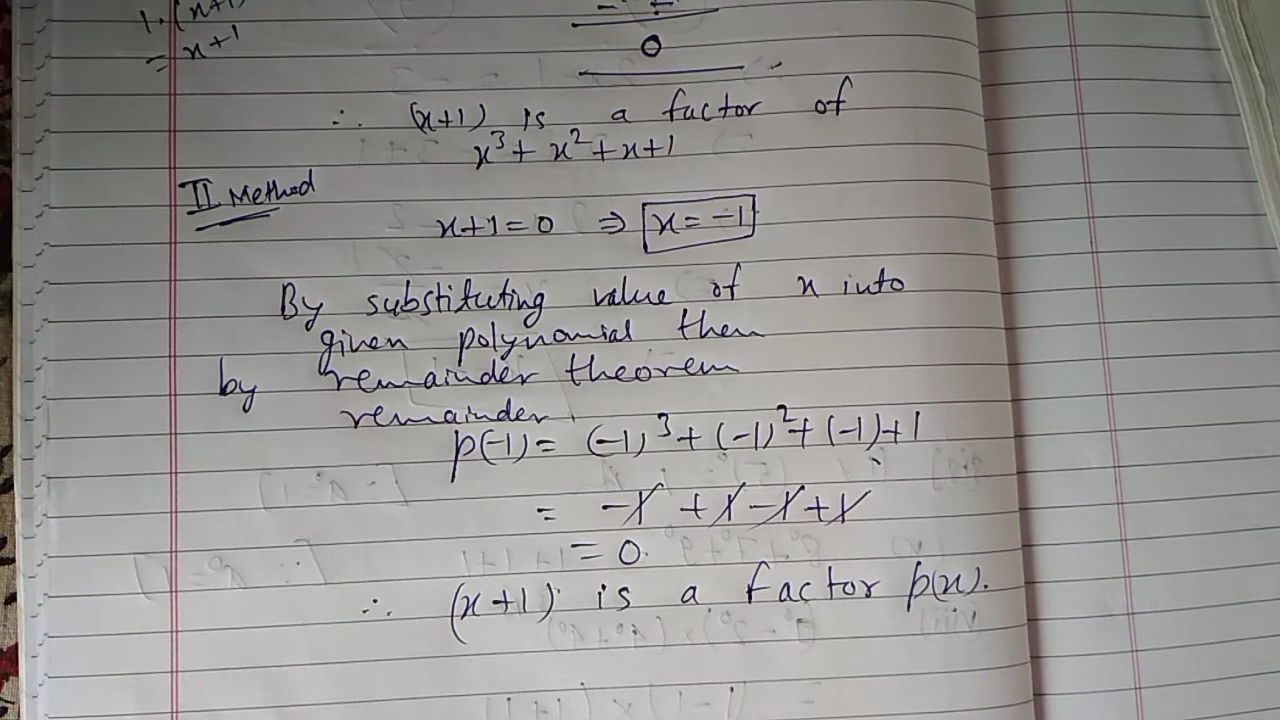 1.(x+1)
= x+1
0
∴ (x+1) is a factor of
x³ + x² + x + 1
II Method
x+1=0 ⇒ x=-1
By substituting value of x into
given polynomial then
by remainder theorem
remainder
p(-1) = (-1)³ + (-1)² + (-1) + 1
= -1 + 1 - 1 + 1
= 0.
∴ (x+1) is a factor p(x).